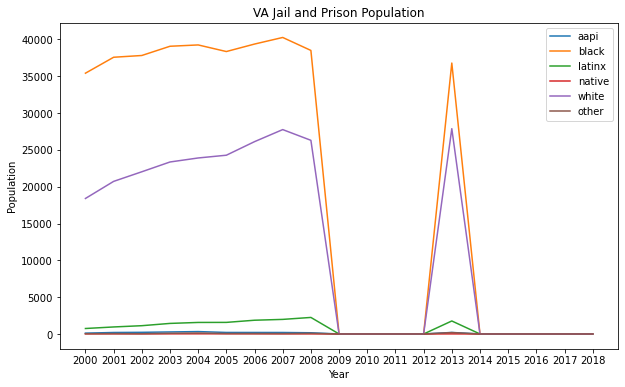 VA Jail and Prison Population
aapi
black
latinx
native
white
other
Population
40000
35000
30000
25000
20000
15000
10000
5000
0
2000 2001 2002 2003 2004 2005 2006 2007 2008 2009 2010 2011 2012 2013 2014 2015 2016 2017 2018
Year